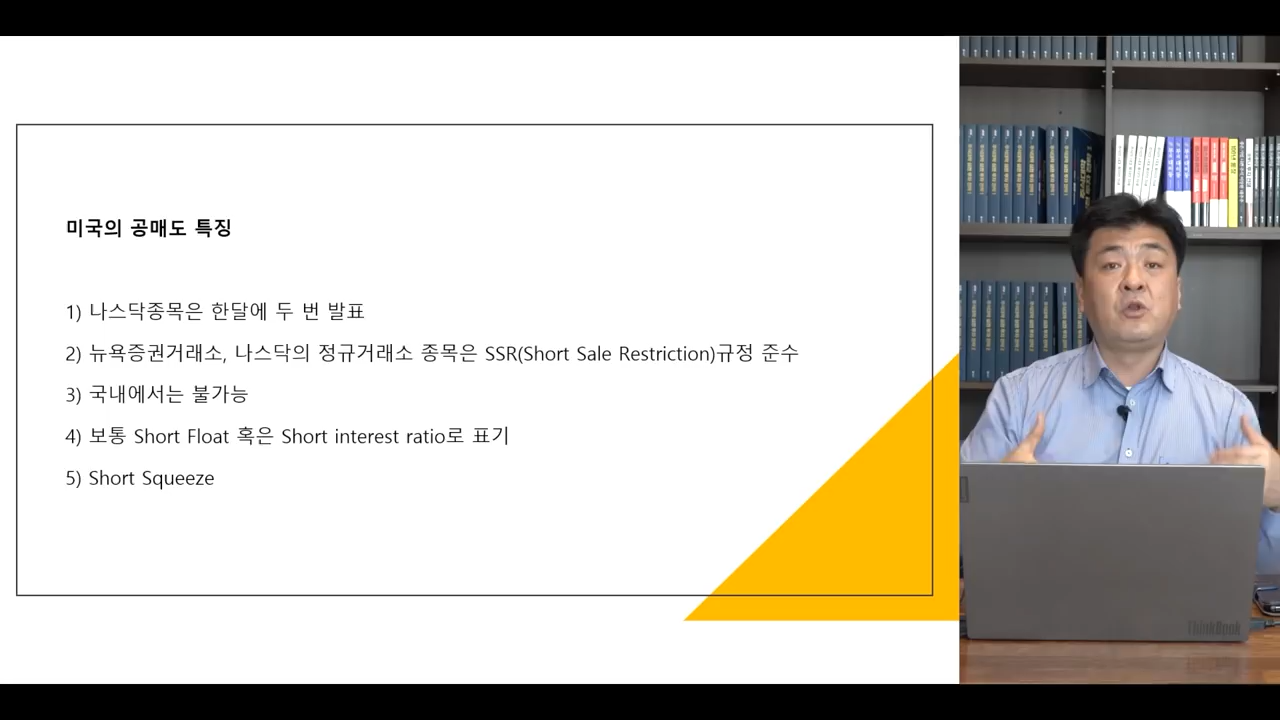 미국의 공매도 특징
1) 나스닥종목은 한달에 두 번 발표
2) 뉴욕증권거래소, 나스닥의 정규거래소 종목은 SSR(Short Sale Restriction)규정 준수
3) 국내에서는 불가능
4) 보통 Short Float 혹은 Short interest ratio로 표기
5) Short Squeeze
ThinkBook